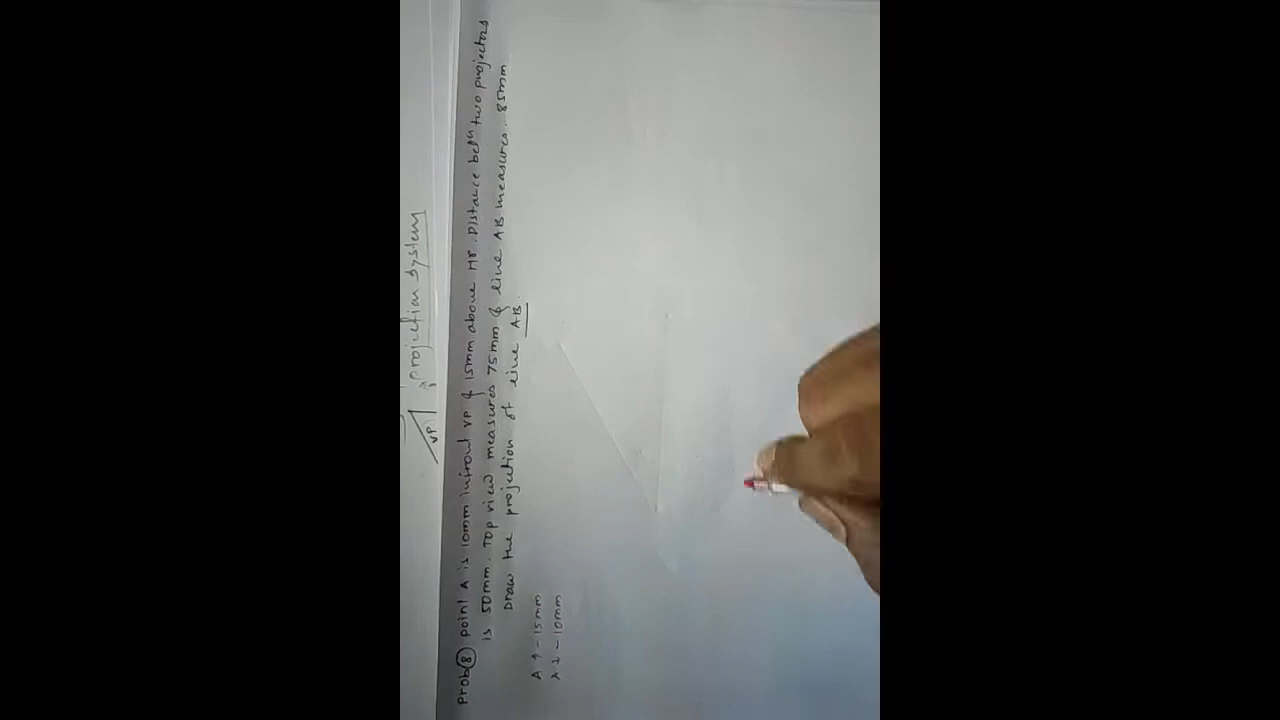 projection system
VP
Prob (8) point A is 10mm infront VP & 15mm above HP. Distance betⁿ two projectors
is 50mm. Top view measures 75mm & line AB measures 85mm
Draw the projection of line AB.
A ↑ - 15mm
A ↓ - 10mm